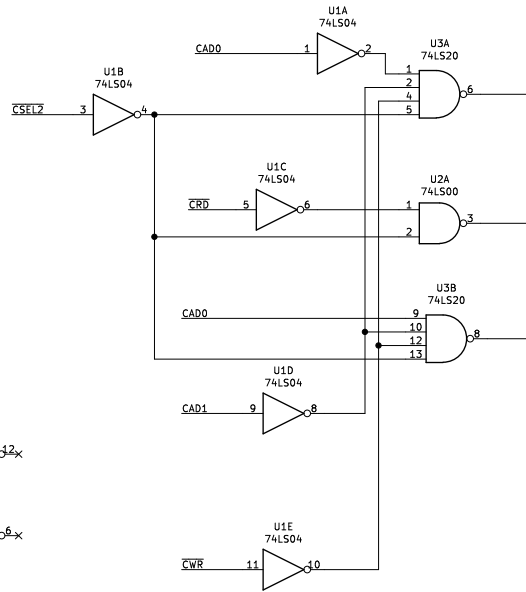 U1A
74LS04
CAD0 1 2
U3A
74LS20
1
2
4
5
6
U1B
74LS04
CSEL2 3 4
U1C
74LS04
CRD 5 6
U2A
74LS00
1
2
3
U3B
74LS20
CAD0 9
10
12
13
8
U1D
74LS04
CAD1 9 8
12
6
U1E
74LS04
CWR 11 10